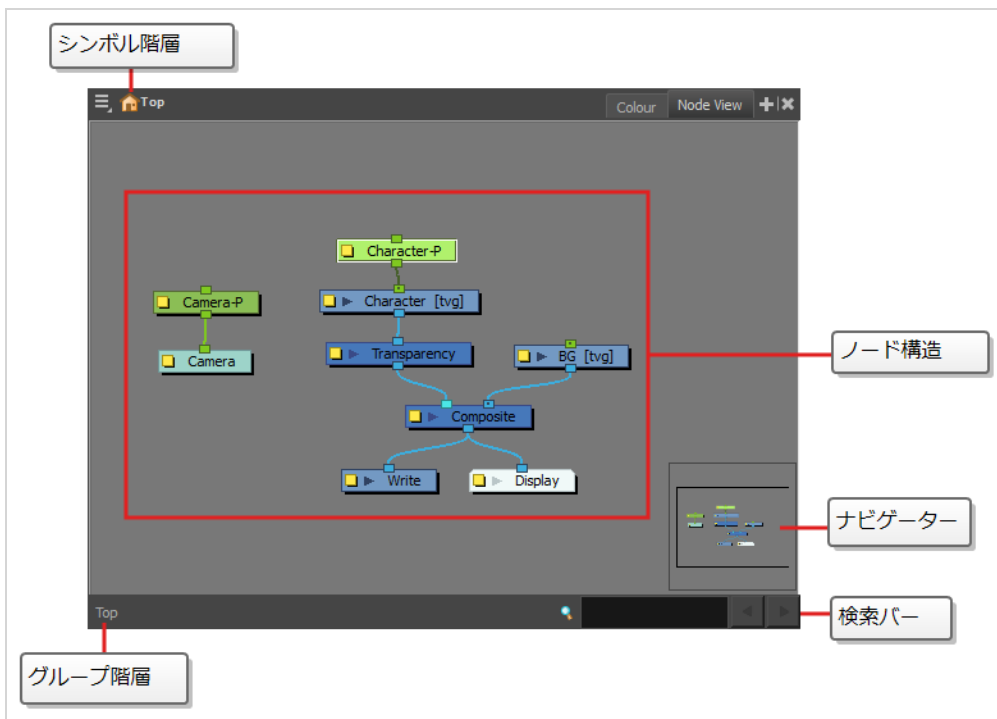 シンボル階層
Top
Colour
Node View
Character-P
Camera-P
Character [tvg]
Camera
Transparency
BG [tvg]
ノード構造
Composite
Write
Display
ナビゲーター
Top
検索バー
グループ階層